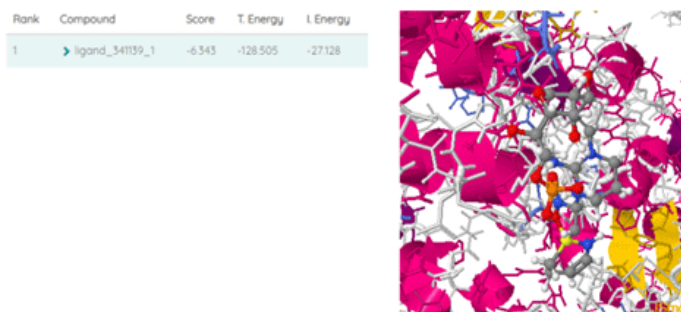 Rank Compound Score T. Energy I. Energy
1 ligand_341139_1 -6.343 -128.505 -27.128